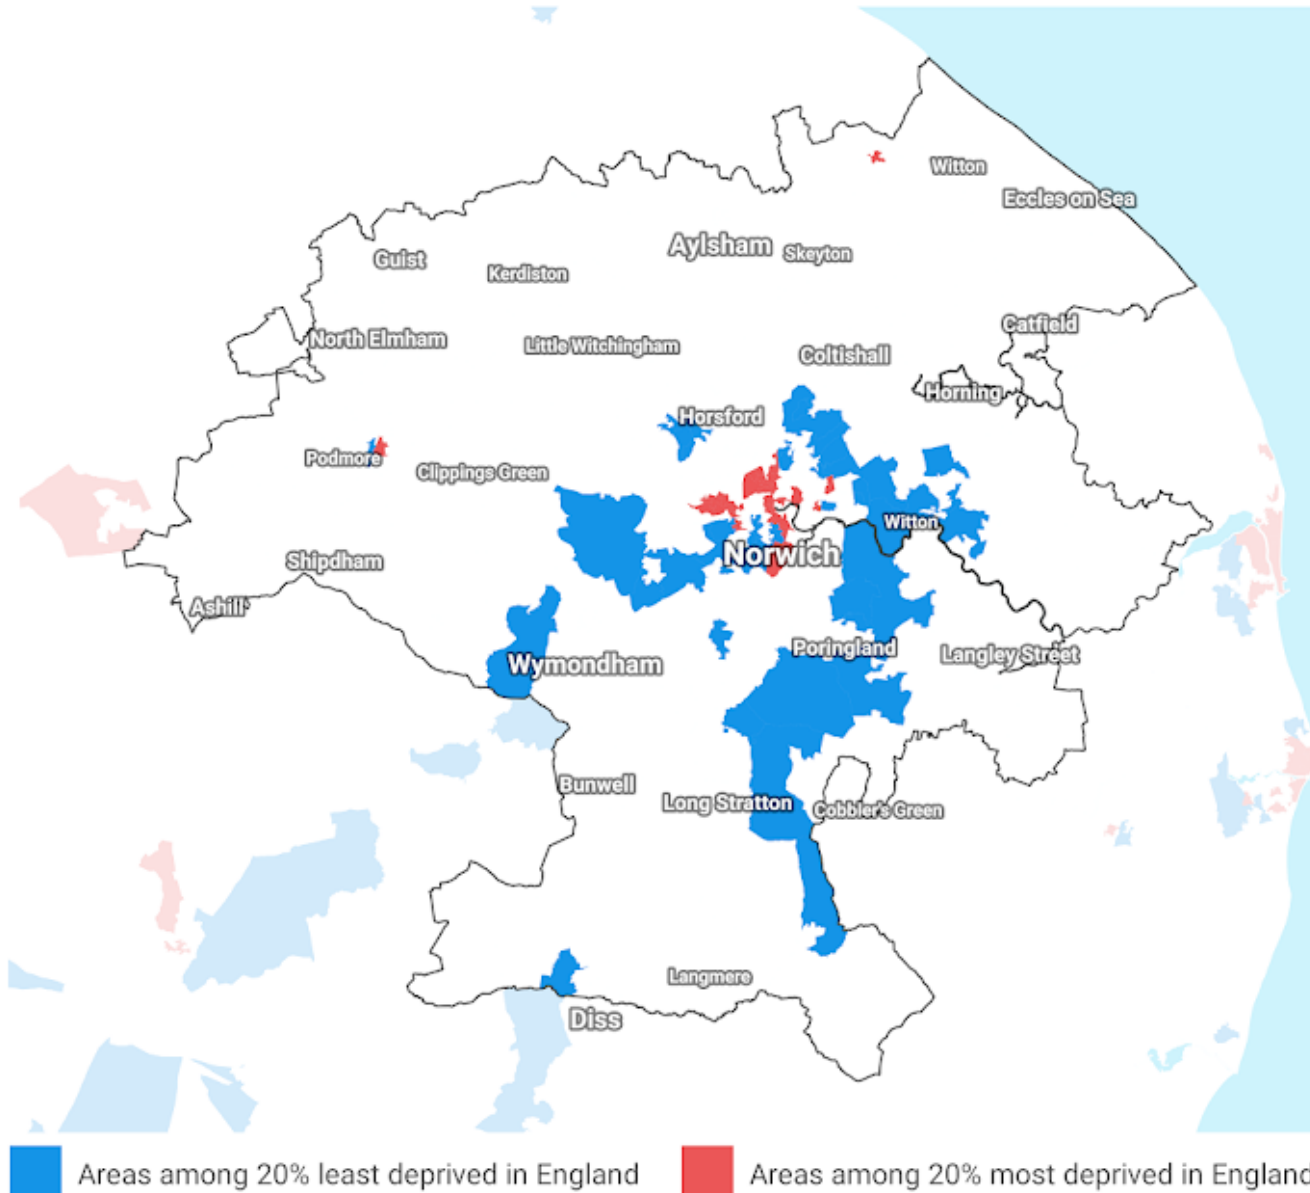 Witton
Eccles on Sea
Aylsham
Skeyton
Guist
Kerdiston
Catfield
North Elmham
Little Witchingham
Coltishall
Horning
Horsford
Podmore
Clippings Green
Witton
Norwich
Shipdham
Ashill
Poringland
Langley Street
Wymondham
Bunwell
Long Stratton
Cobbler's Green
Langmere
Diss
Areas among 20% least deprived in England
Areas among 20% most deprived in England